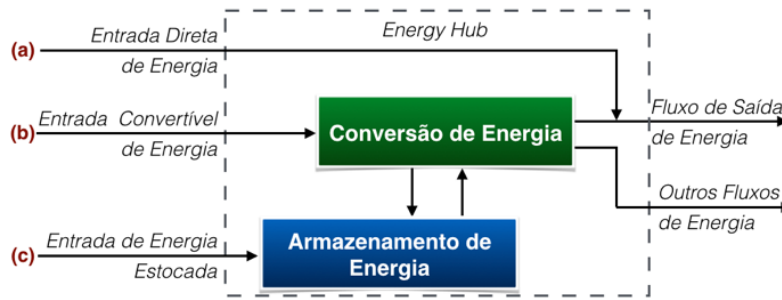 Entrada Direta
de Energia
Energy Hub
(a)
(b)
Entrada Convertível
de Energia
Conversão de Energia
Fluxo de Saída
de Energia
Outros Fluxos
de Energia
(c)
Entrada de Energia
Estocada
Armazenamento de
Energia